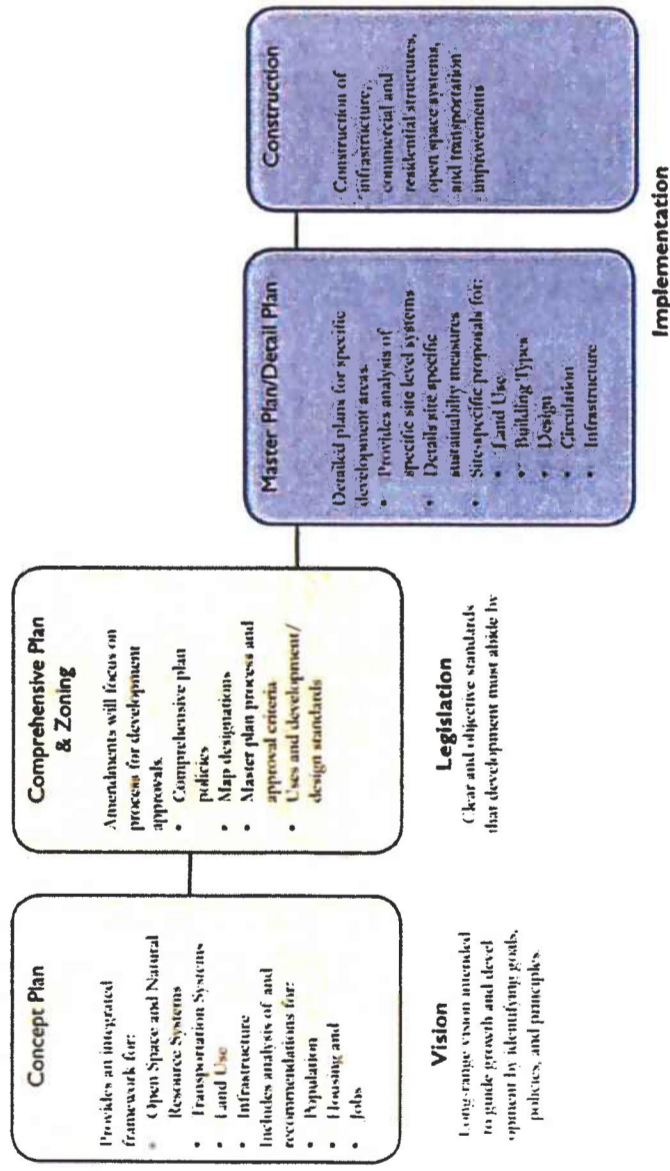 Concept Plan
Provides an integrated
framework for:
• Open Space and Natural
Resource Systems
• Transportation Systems
• Land Use
• Infrastructure
Includes analysis of and
recommendations for:
• Population
• Housing and
• Jobs
Vision
Long-range vision intended
to guide growth and devel
opment by identifying goals,
policies, and principles.
Comprehensive Plan
& Zoning
Amendments will focus on
process for development
approvals.
• Comprehensive plan
policies
• Map designations
• Master plan process and
approval criteria
• Uses and development/
design standards
Legislation
Clear and objective standards
that development must abide by
Master Plan/Detail Plan
Detailed plans for specific
development areas.
• Provides analysis of
specific site level systems
• Details site specific
sustainabilty measures
• Site-specific proposals for:
• Land Use
• Building Types
• Design
• Circulation
• Infrastructure
Construction
Construction of
infrastructure,
commercial and
residential structures,
open space systems,
and transportation
improvements
Implementation